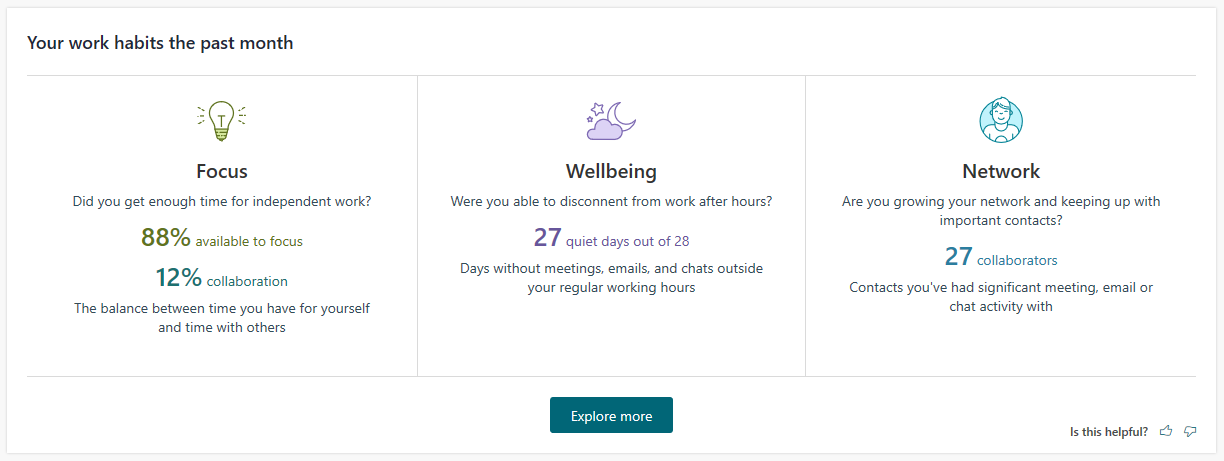 Your work habits the past month
Focus
Did you get enough time for independent work?
88% available to focus
12% collaboration
The balance between time you have for yourself
and time with others
Wellbeing
Were you able to disconnent from work after hours?
27 quiet days out of 28
Days without meetings, emails, and chats outside
your regular working hours
Network
Are you growing your network and keeping up with
important contacts?
27 collaborators
Contacts you've had significant meeting, email or
chat activity with
Explore more
Is this helpful?